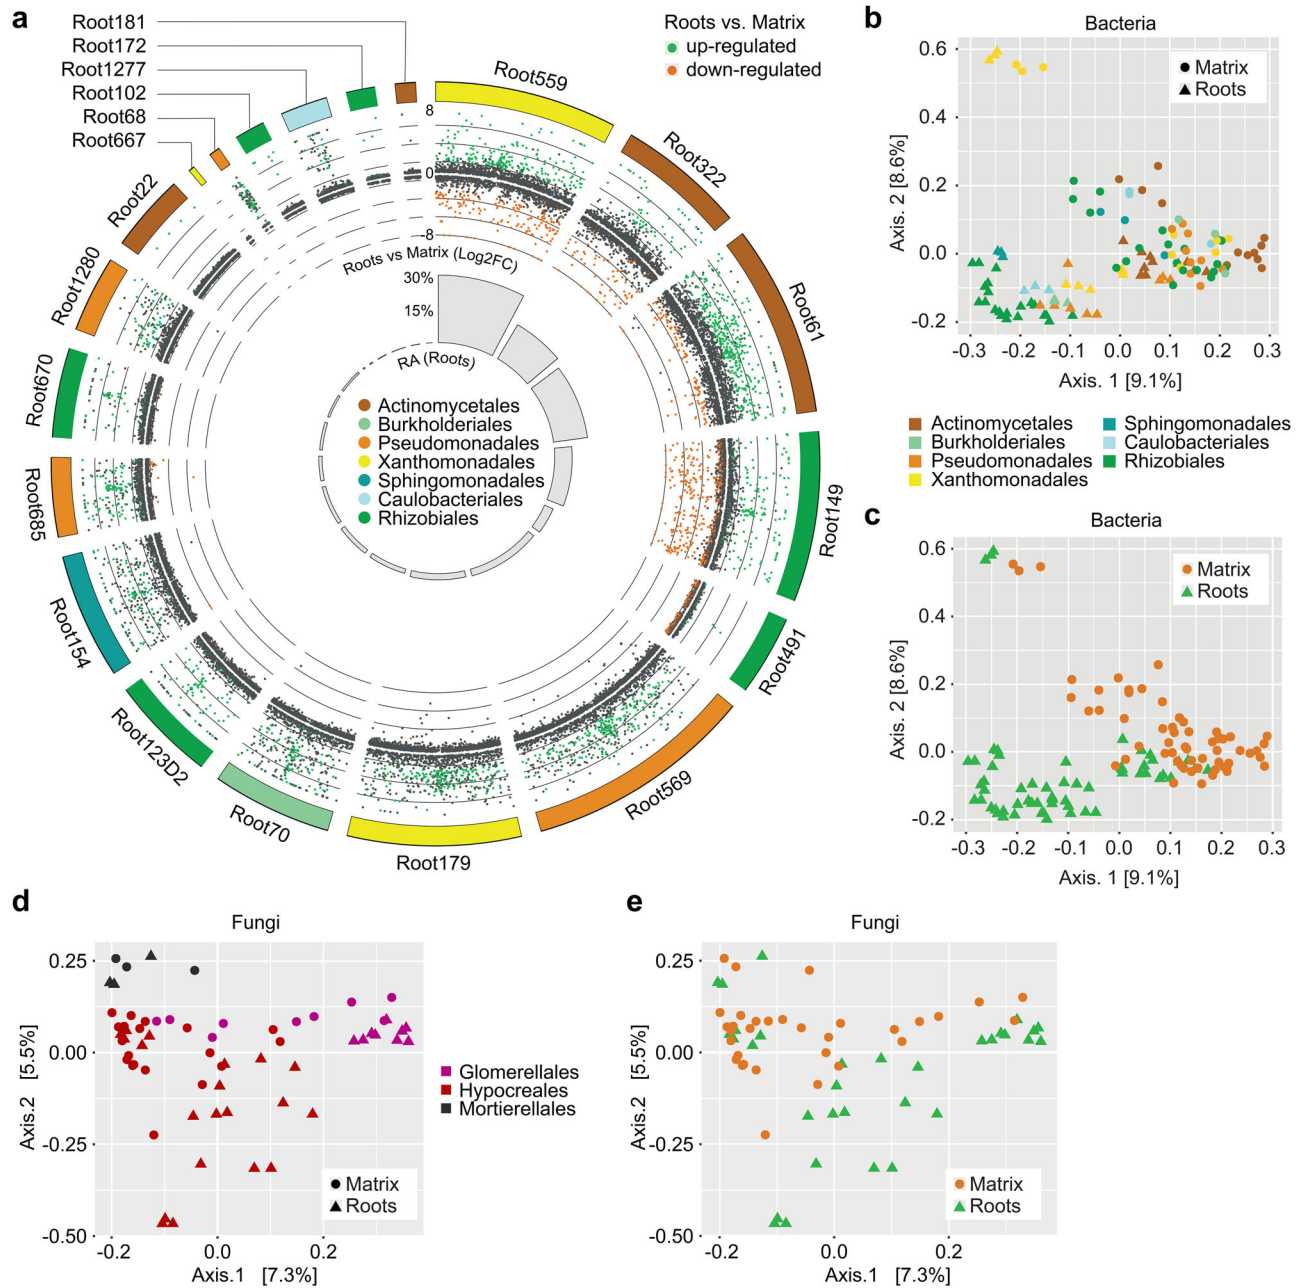 a
Root181
Root172
Root1277
Root102
Root68
Root667
Roots vs. Matrix
up-regulated
down-regulated
Root559
Root322
Root61
Root149
Root491
Root569
Root179
Root70
Root123D2
Root154
Root685
Root670
Root1280
Root22
8
0
-8
Roots vs Matrix (Log2FC)
30%
15%
RA (Roots)
Actinomycetales
Burkholderiales
Pseudomonadales
Xanthomonadales
Sphingomonadales
Caulobacteriales
Rhizobiales
b
Bacteria
Matrix
Roots
0.6
0.4
0.2
0.0
-0.2
Axis. 2 [8.6%]
-0.3 -0.2 -0.1 0.0 0.1 0.2 0.3
Axis. 1 [9.1%]
Actinomycetales
Burkholderiales
Pseudomonadales
Xanthomonadales
Sphingomonadales
Caulobacteriales
Rhizobiales
c
Bacteria
Matrix
Roots
0.6
0.4
0.2
0.0
-0.2
Axis. 2 [8.6%]
-0.3 -0.2 -0.1 0.0 0.1 0.2 0.3
Axis. 1 [9.1%]
d
Fungi
0.25
0.00
-0.25
-0.50
Axis.2 [5.5%]
Matrix
Roots
-0.2 0.0 0.2
Axis.1 [7.3%]
Glomerellales
Hypocreales
Mortierellales
e
Fungi
0.25
0.00
-0.25
-0.50
Axis.2 [5.5%]
Matrix
Roots
-0.2 0.0 0.2
Axis.1 [7.3%]